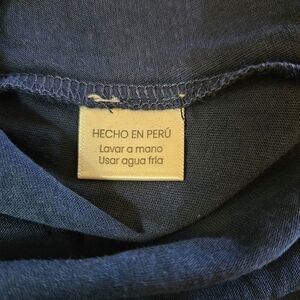 HECHO EN PERÚ
Lavar a mano
Usar agua fría